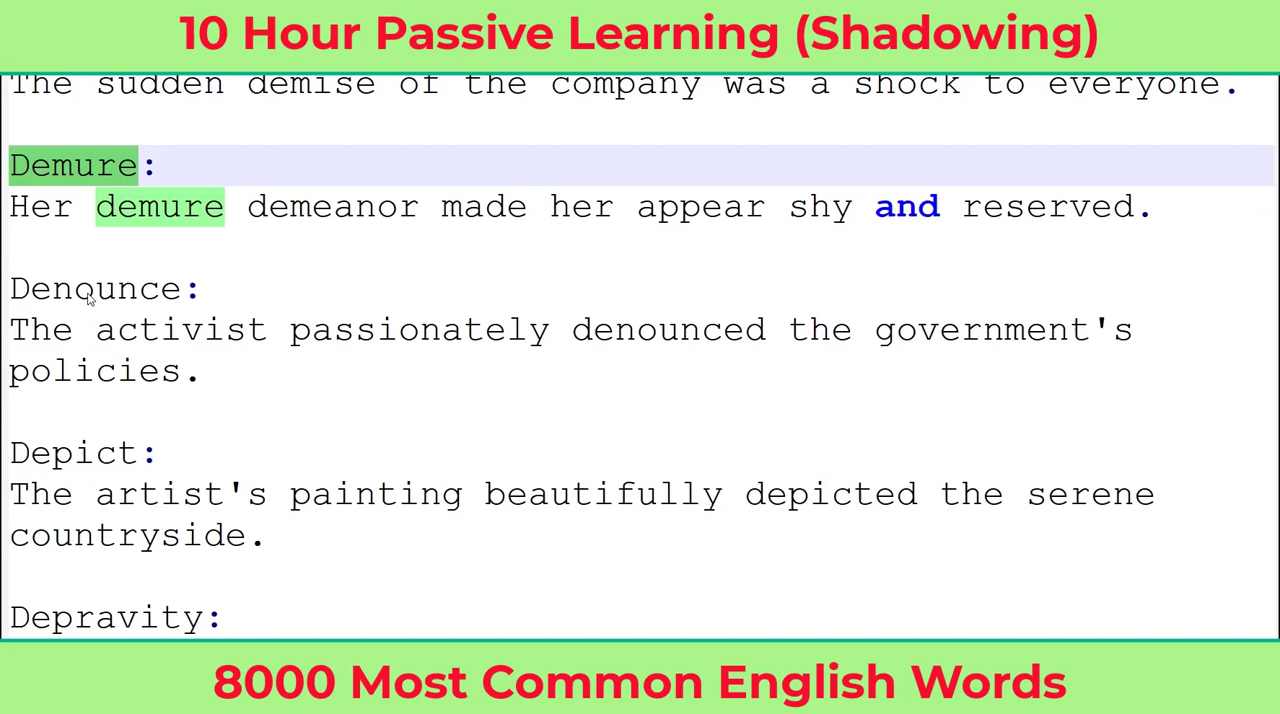 10 Hour Passive Learning (Shadowing)
The sudden demise of the company was a shock to everyone.
Demure:
Her demure demeanor made her appear shy and reserved.
Denounce:
The activist passionately denounced the government's
policies.
Depict:
The artist's painting beautifully depicted the serene
countryside.
Depravity:
8000 Most Common English Words